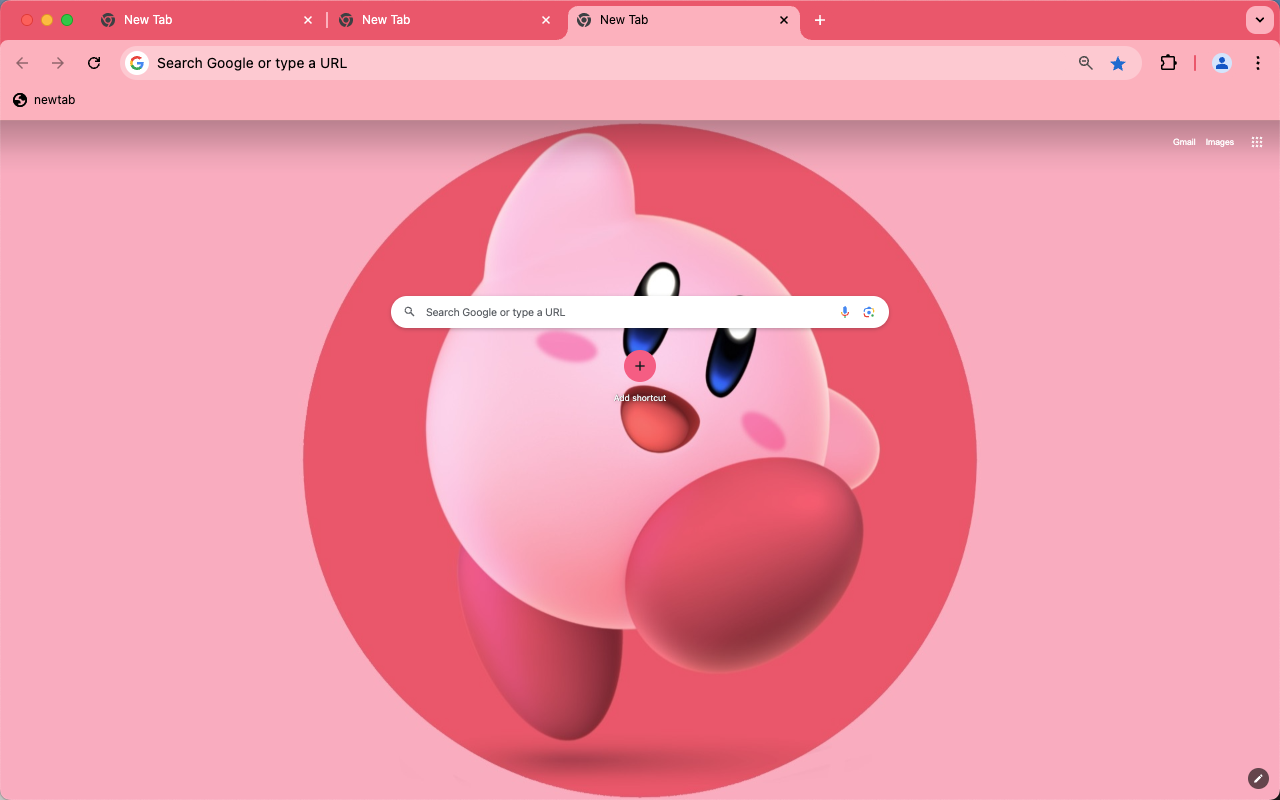 New Tab
New Tab
New Tab
Search Google or type a URL
newtab
Gmail Images
Search Google or type a URL
Add shortcut